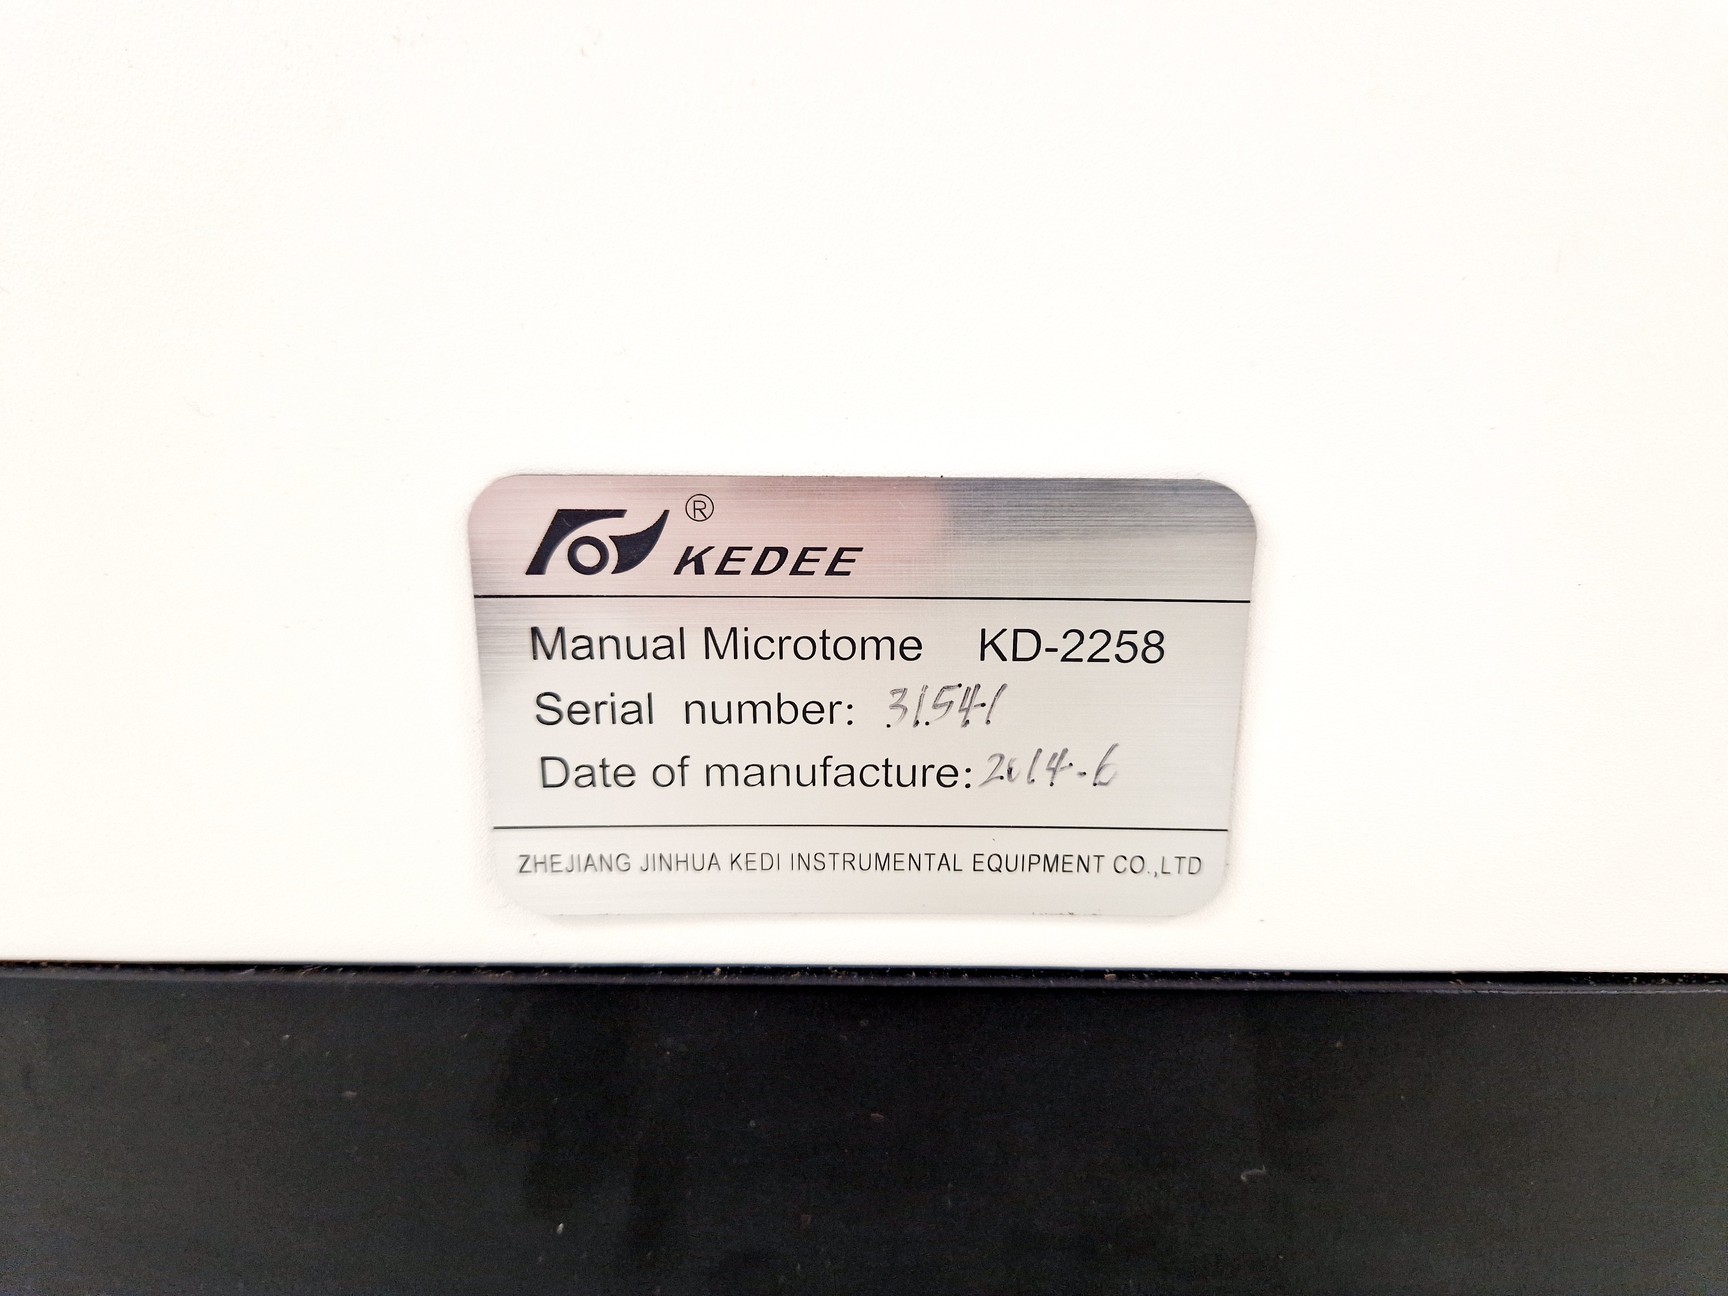 ® KEDEE
Manual Microtome KD-2258
Serial number: 31541
Date of manufacture: 2014-6
ZHEJIANG JINHUA KEDI INSTRUMENTAL EQUIPMENT CO.,LTD